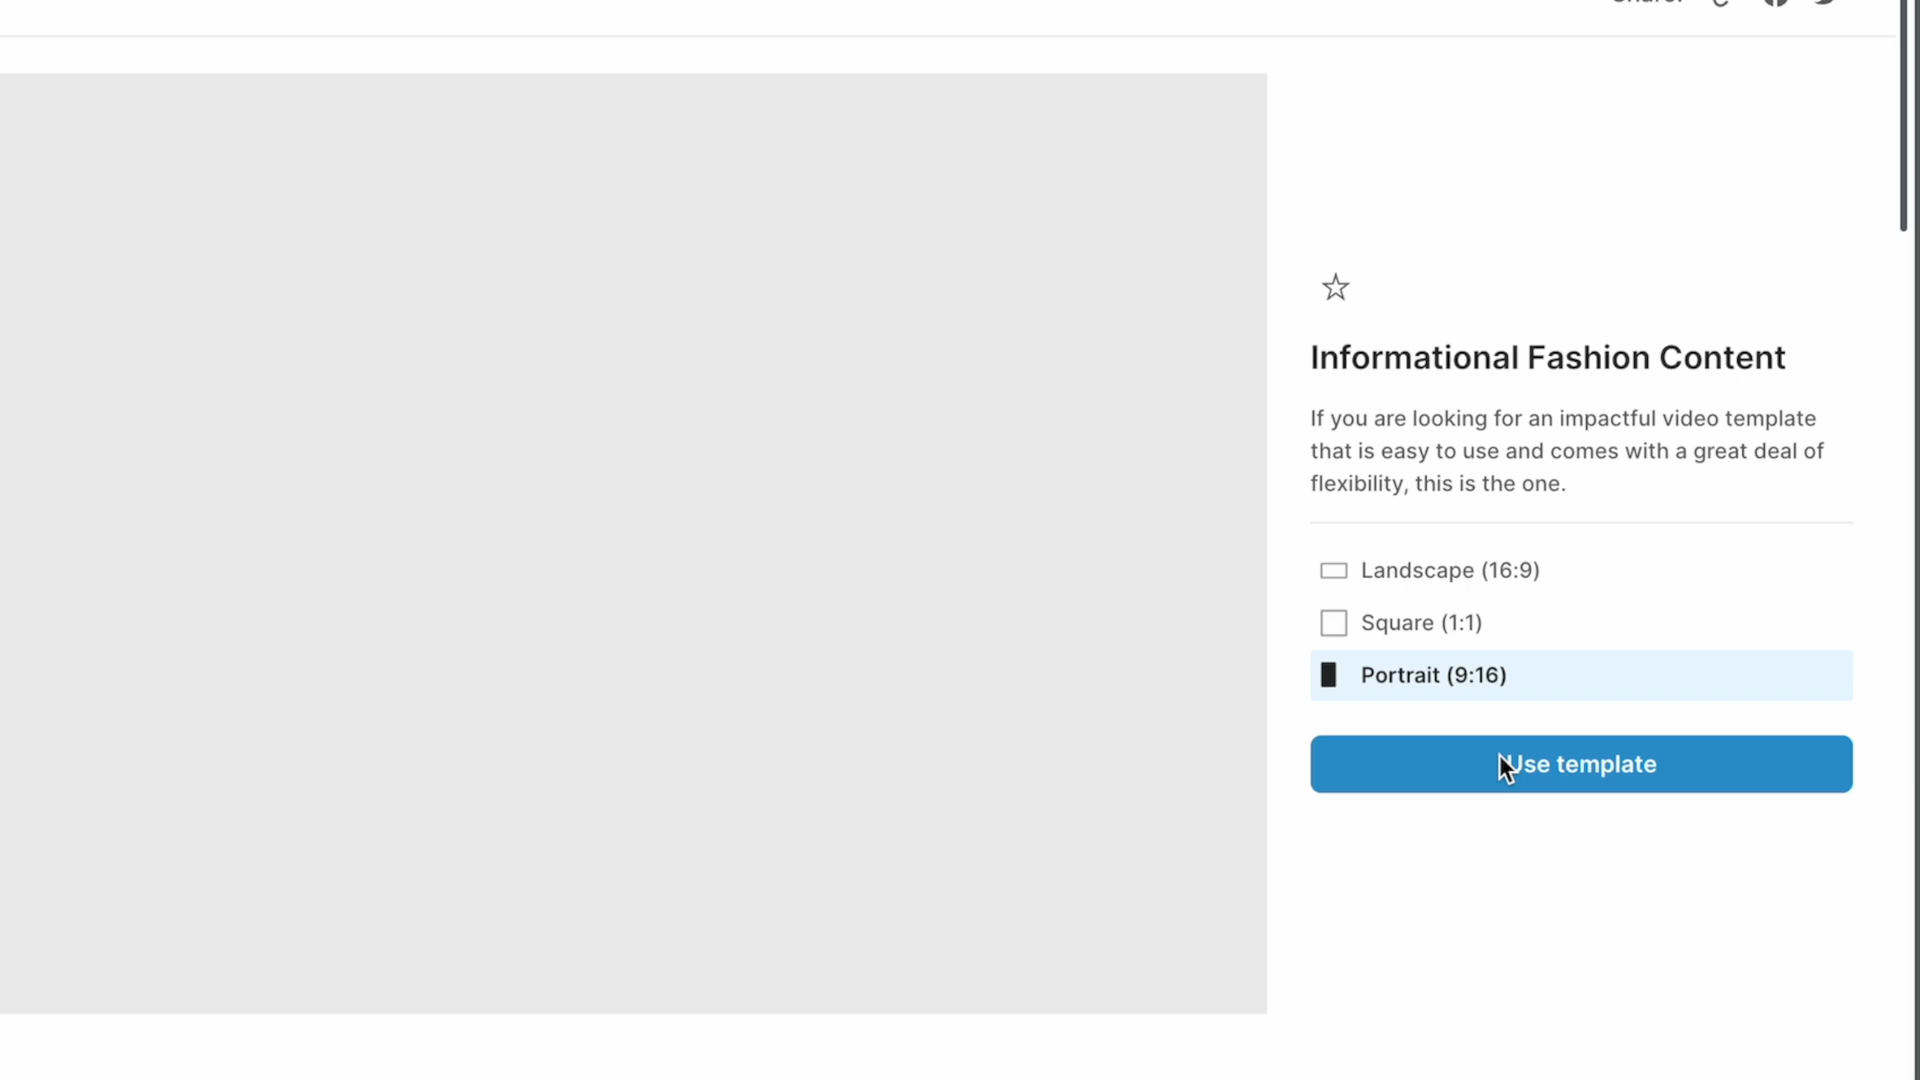 Share:
Informational Fashion Content
If you are looking for an impactful video template
that is easy to use and comes with a great deal of
flexibility, this is the one.
Landscape (16:9)
Square (1:1)
Portrait (9:16)
Use template